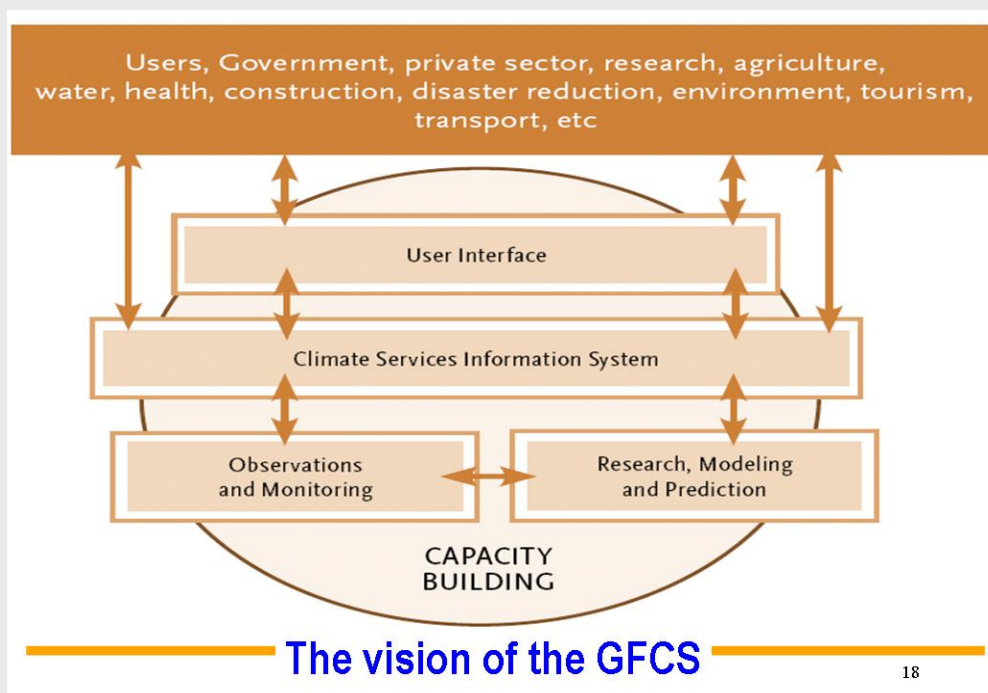 Users, Government, private sector, research, agriculture,
water, health, construction, disaster reduction, environment, tourism,
transport, etc
User Interface
Climate Services Information System
Observations
and Monitoring
Research, Modeling
and Prediction
CAPACITY
BUILDING
The vision of the GFCS
18